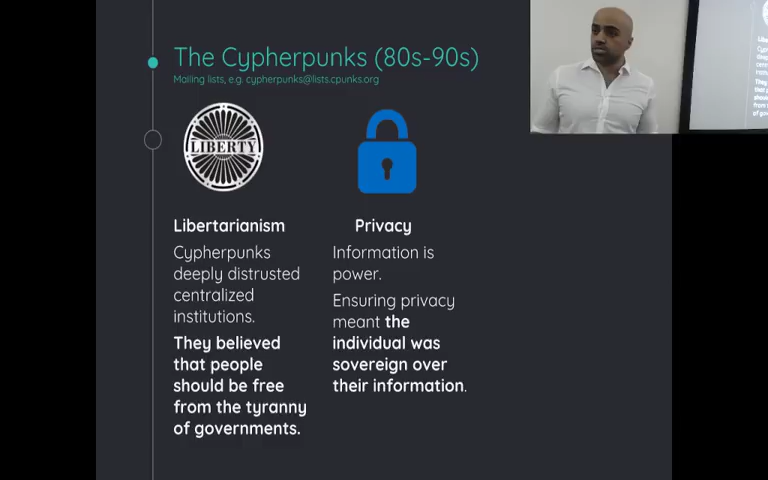 The Cypherpunks (80s-90s)
Mailing lists, e.g. cypherpunks@lists.cpunks.org
LIBERTY
Libertarianism
Cypherpunks
deeply distrusted
centralized
institutions.
They believed
that people
should be free
from the tyranny
of governments.
Privacy
Information is
power.
Ensuring privacy
meant the
individual was
sovereign over
their information.